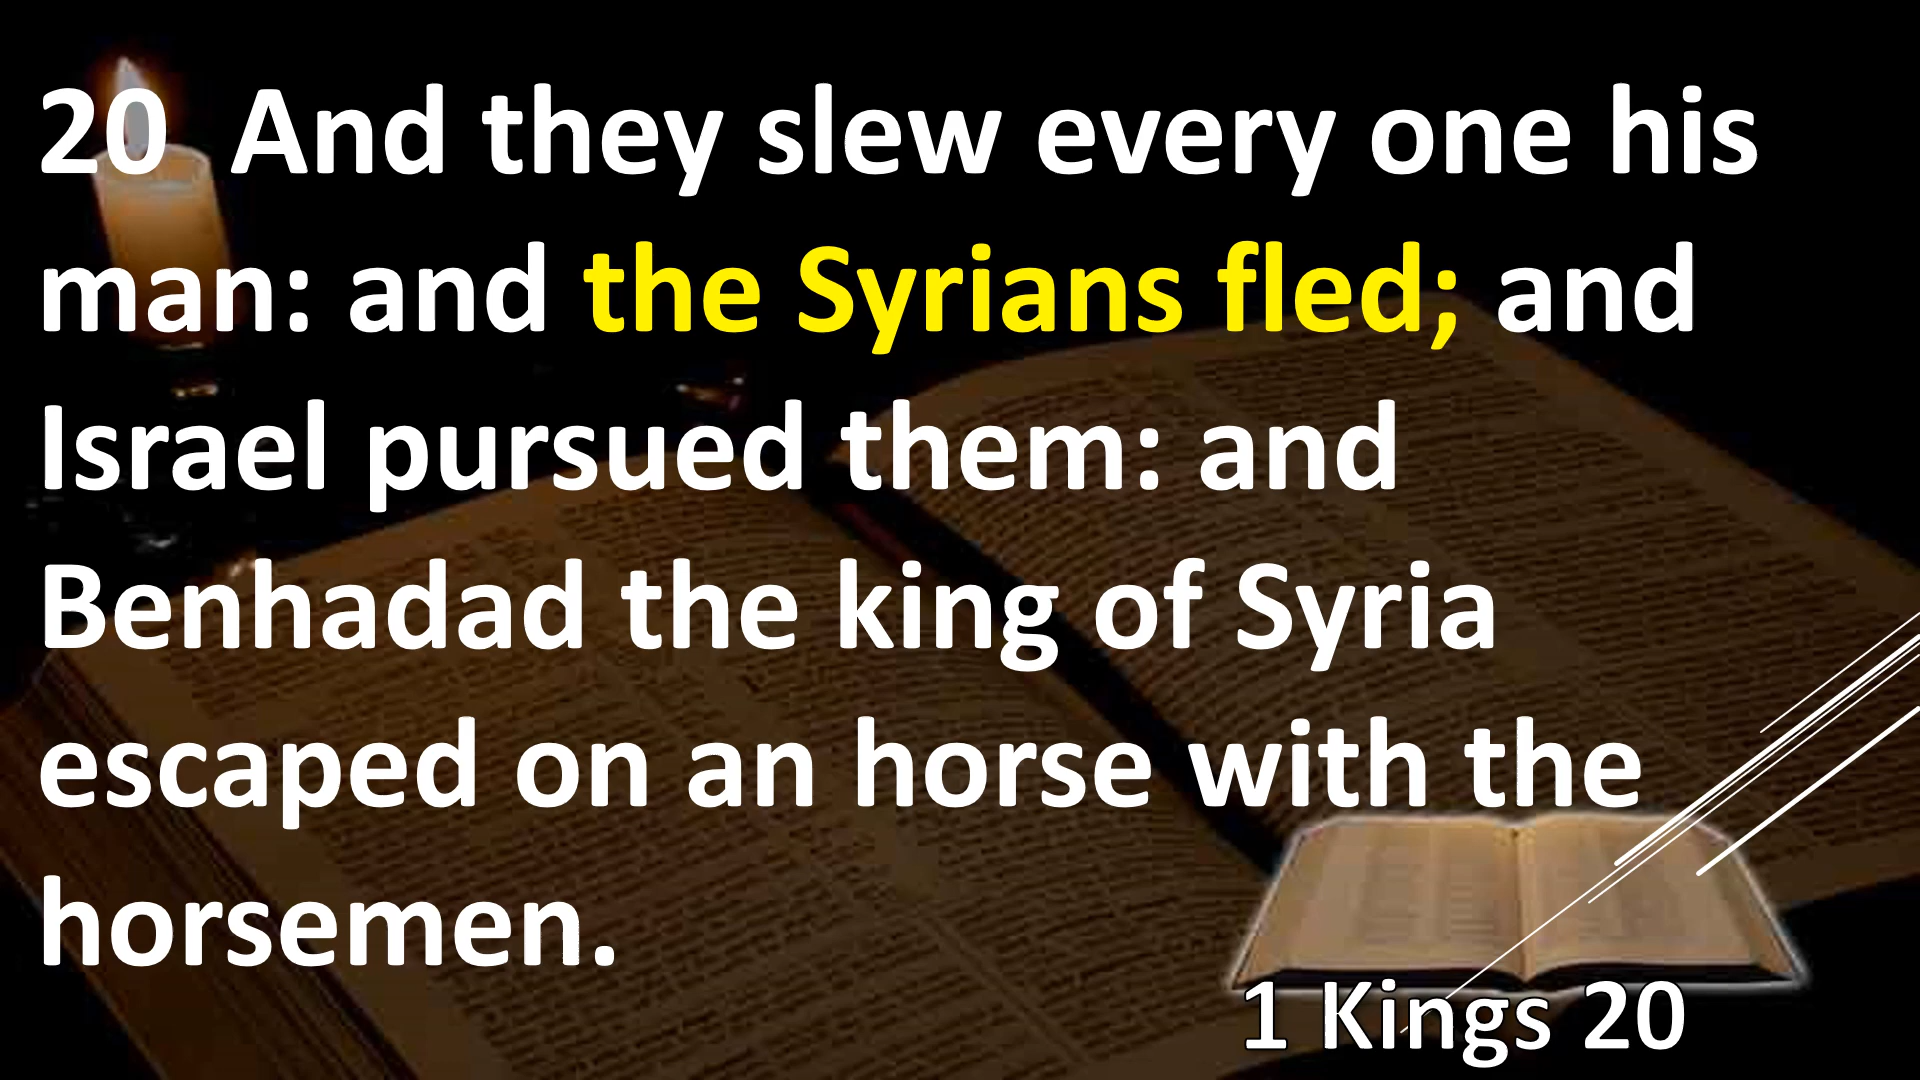 20 And they slew every one his
man: and the Syrians fled; and
Israel pursued them: and
Benhadad the king of Syria
escaped on an horse with the
horsemen.
1 Kings 20